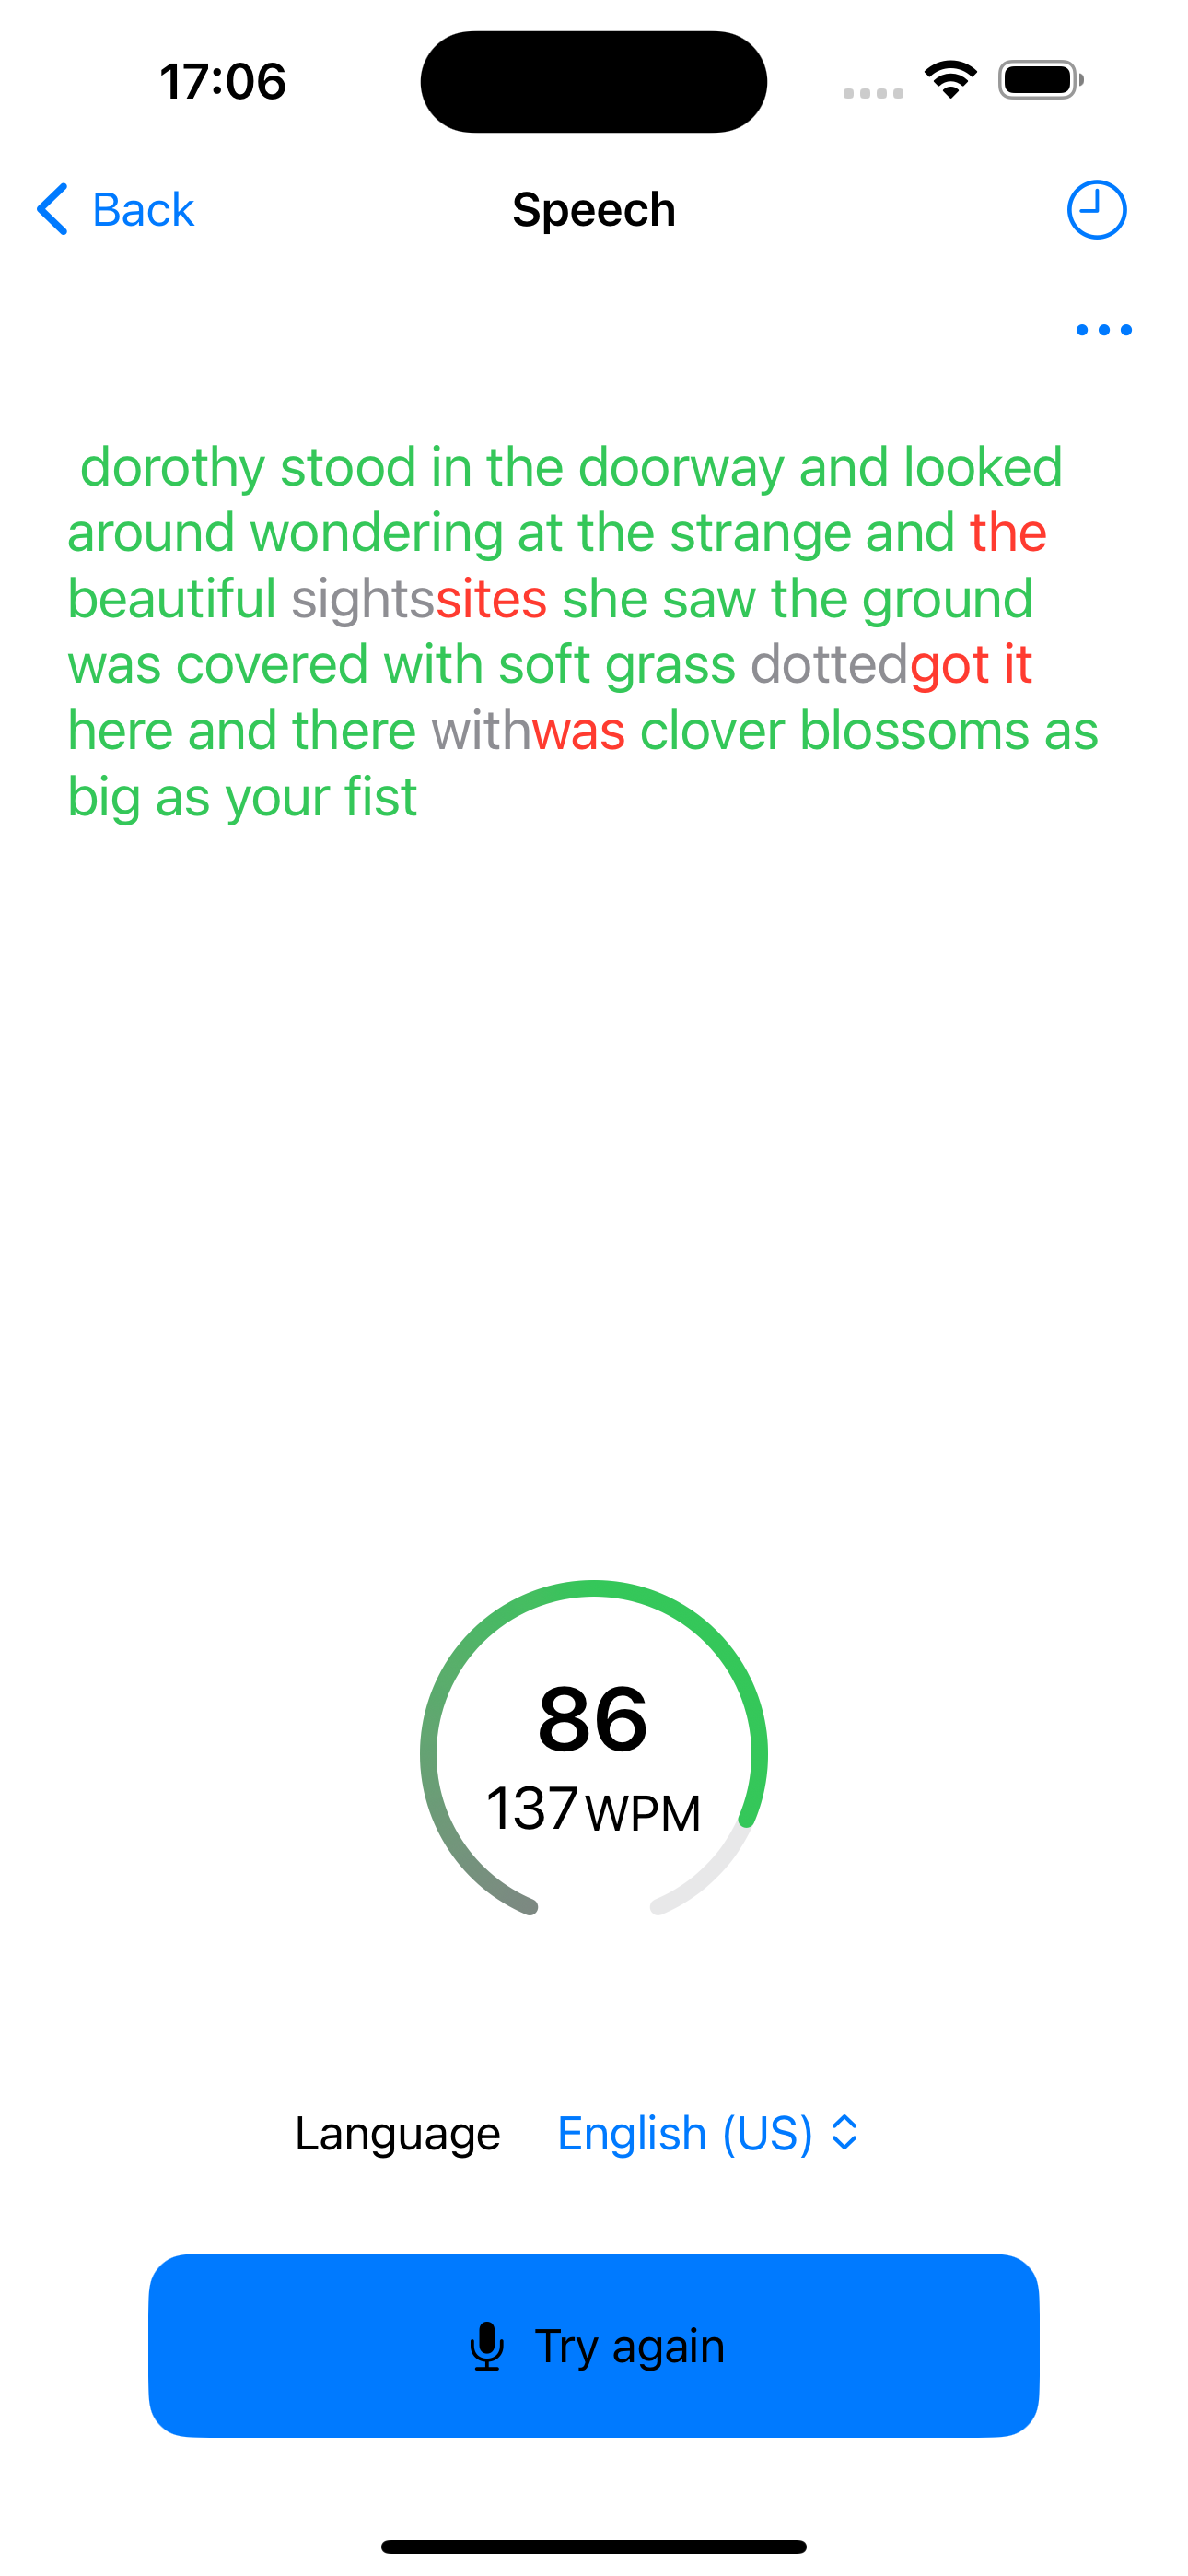 17:06
Back Speech
dorothy stood in the doorway and looked
around wondering at the strange and the
beautiful sightssites she saw the ground
was covered with soft grass dottedgot it
here and there withwas clover blossoms as
big as your fist
86
137 WPM
Language English (US)
Try again